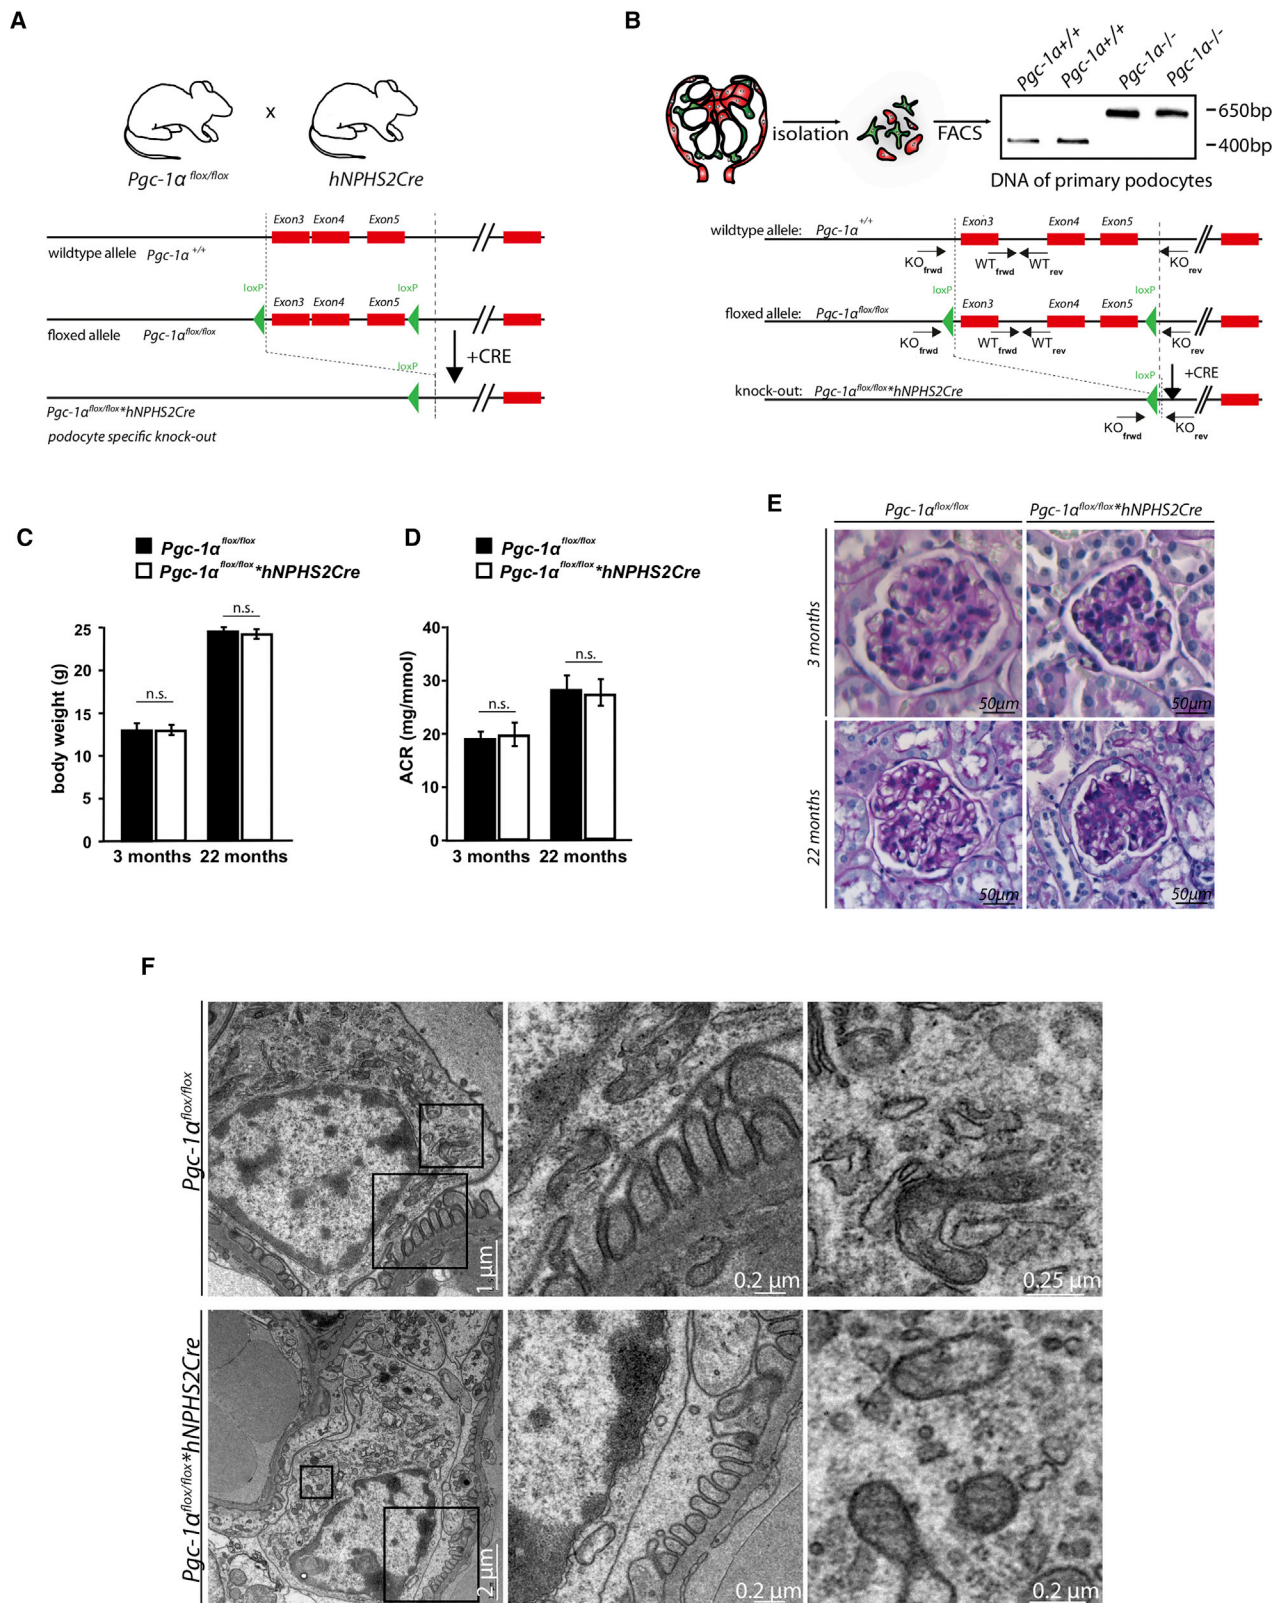 A
x
Pgc-1α flox/flox
hNPHS2Cre
Exon3 Exon4 Exon5
wildtype allele Pgc-1α +/+
loxP loxP
Exon3 Exon4 Exon5
floxed allele Pgc-1α flox/flox
+CRE
loxP
Pgc-1α flox/flox*hNPHS2Cre
podocyte specific knock-out
B
Pgc-1α+/+ Pgc-1α+/+ Pgc-1α-/- Pgc-1α-/-
isolation FACS
650bp
400bp
DNA of primary podocytes
Exon3 Exon4 Exon5
wildtype allele: Pgc-1α +/+
KO frwd WT frwd WT rev KO rev
loxP loxP
Exon3 Exon4 Exon5
floxed allele: Pgc-1α flox/flox
KO frwd WT frwd WT rev KO rev
loxP +CRE
knock-out: Pgc-1α flox/flox*hNPHS2Cre
KO frwd KO rev
C
Pgc-1α flox/flox
Pgc-1α flox/flox*hNPHS2Cre
body weight (g)
25
20
15
10
5
0
n.s.
n.s.
3 months 22 months
D
Pgc-1α flox/flox
Pgc-1α flox/flox*hNPHS2Cre
ACR (mg/mmol)
40
30
20
10
0
n.s.
n.s.
3 months 22 months
E
Pgc-1α flox/flox Pgc-1α flox/flox*hNPHS2Cre
3 months
50µm 50µm
22 months
50µm 50µm
F
Pgc-1α flox/flox
1 µm 0.2 µm 0.25 µm
Pgc-1α flox/flox*hNPHS2Cre
2 µm 0.2 µm 0.2 µm